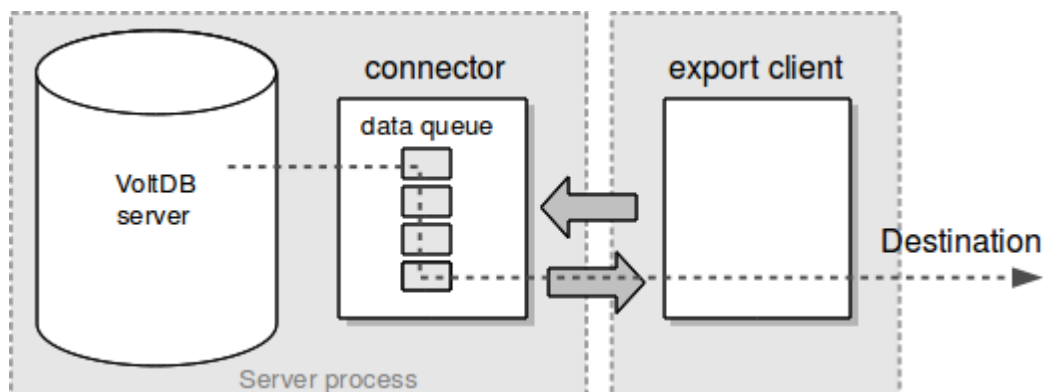 connector
export client
data queue
VoltDB
server
Destination
Server process